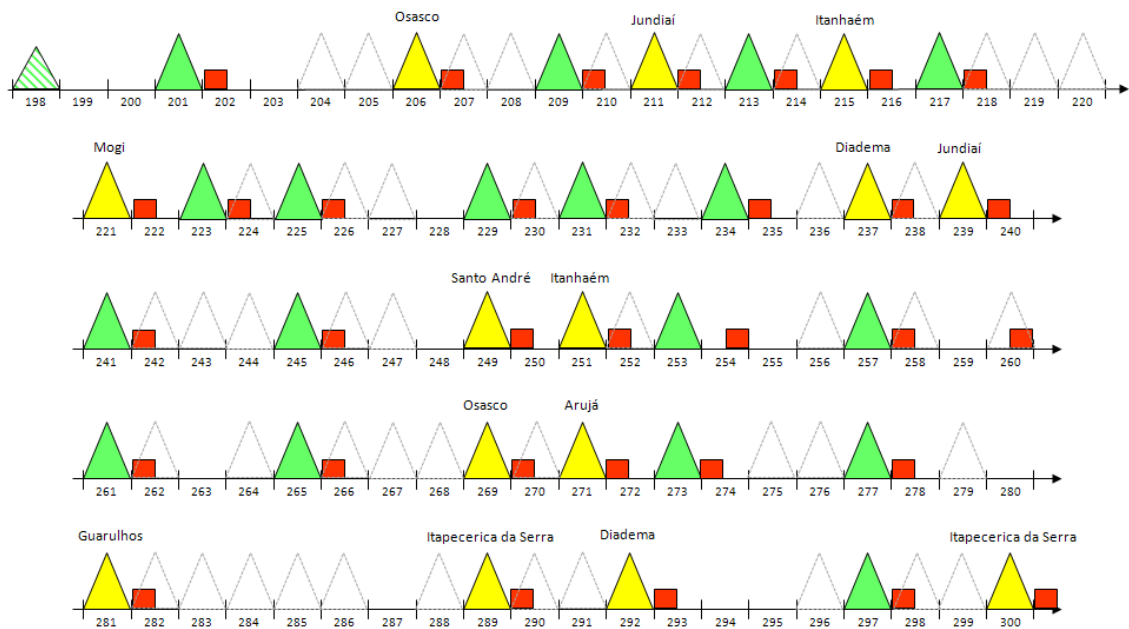 Osasco Jundiaí Itanhaém
198 199 200 201 202 203 204 205 206 207 208 209 210 211 212 213 214 215 216 217 218 219 220
Mogi Diadema Jundiaí
221 222 223 224 225 226 227 228 229 230 231 232 233 234 235 236 237 238 239 240
Santo André Itanhaém
241 242 243 244 245 246 247 248 249 250 251 252 253 254 255 256 257 258 259 260
Osasco Arujá
261 262 263 264 265 266 267 268 269 270 271 272 273 274 275 276 277 278 279 280
Guarulhos Itapecerica da Serra Diadema Itapecerica da Serra
281 282 283 284 285 286 287 288 289 290 291 292 293 294 295 296 297 298 299 300